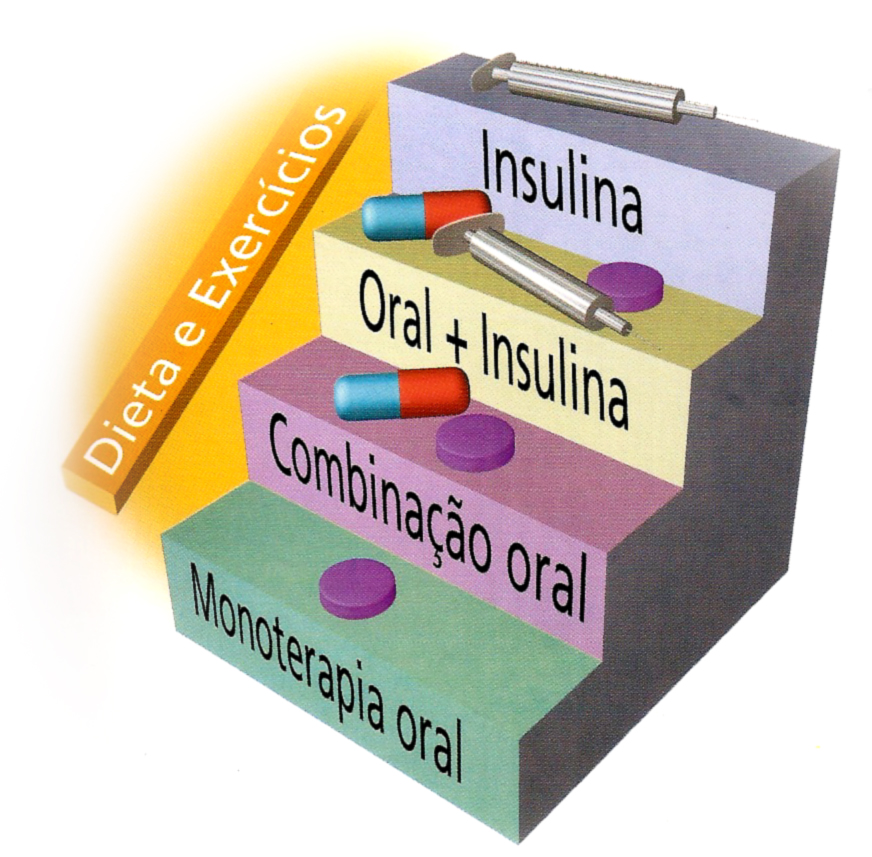 Dieta e Exercícios
Insulina
Oral + Insulina
Combinação oral
Monoterapia oral